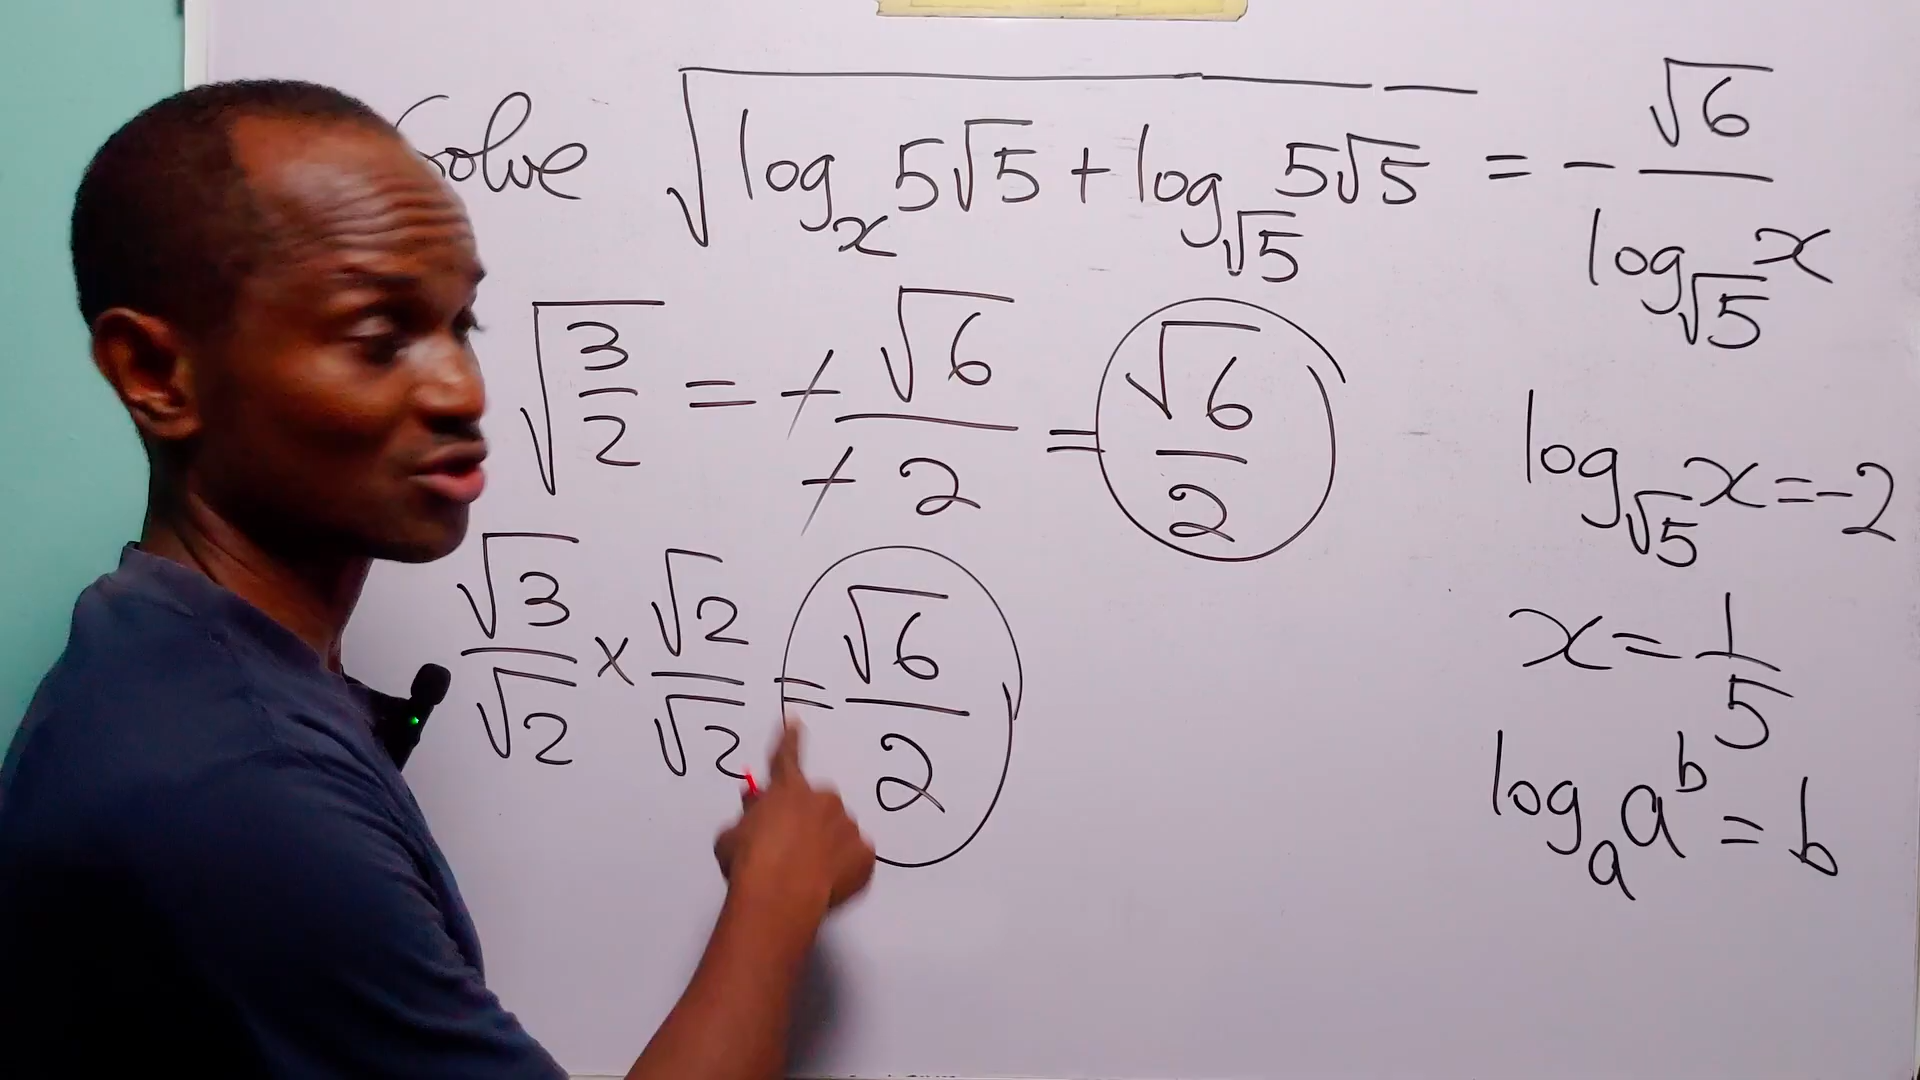 Solve √(log_x 5√5 + log_√5 5√5) = - √6 / log_√5 x
√(3/2) = - √6 / - 2 = √6 / 2
√3 / √2 × √2 / √2 = √6 / 2
log_√5 x = -2
x = 1/5
log_a a^b = b